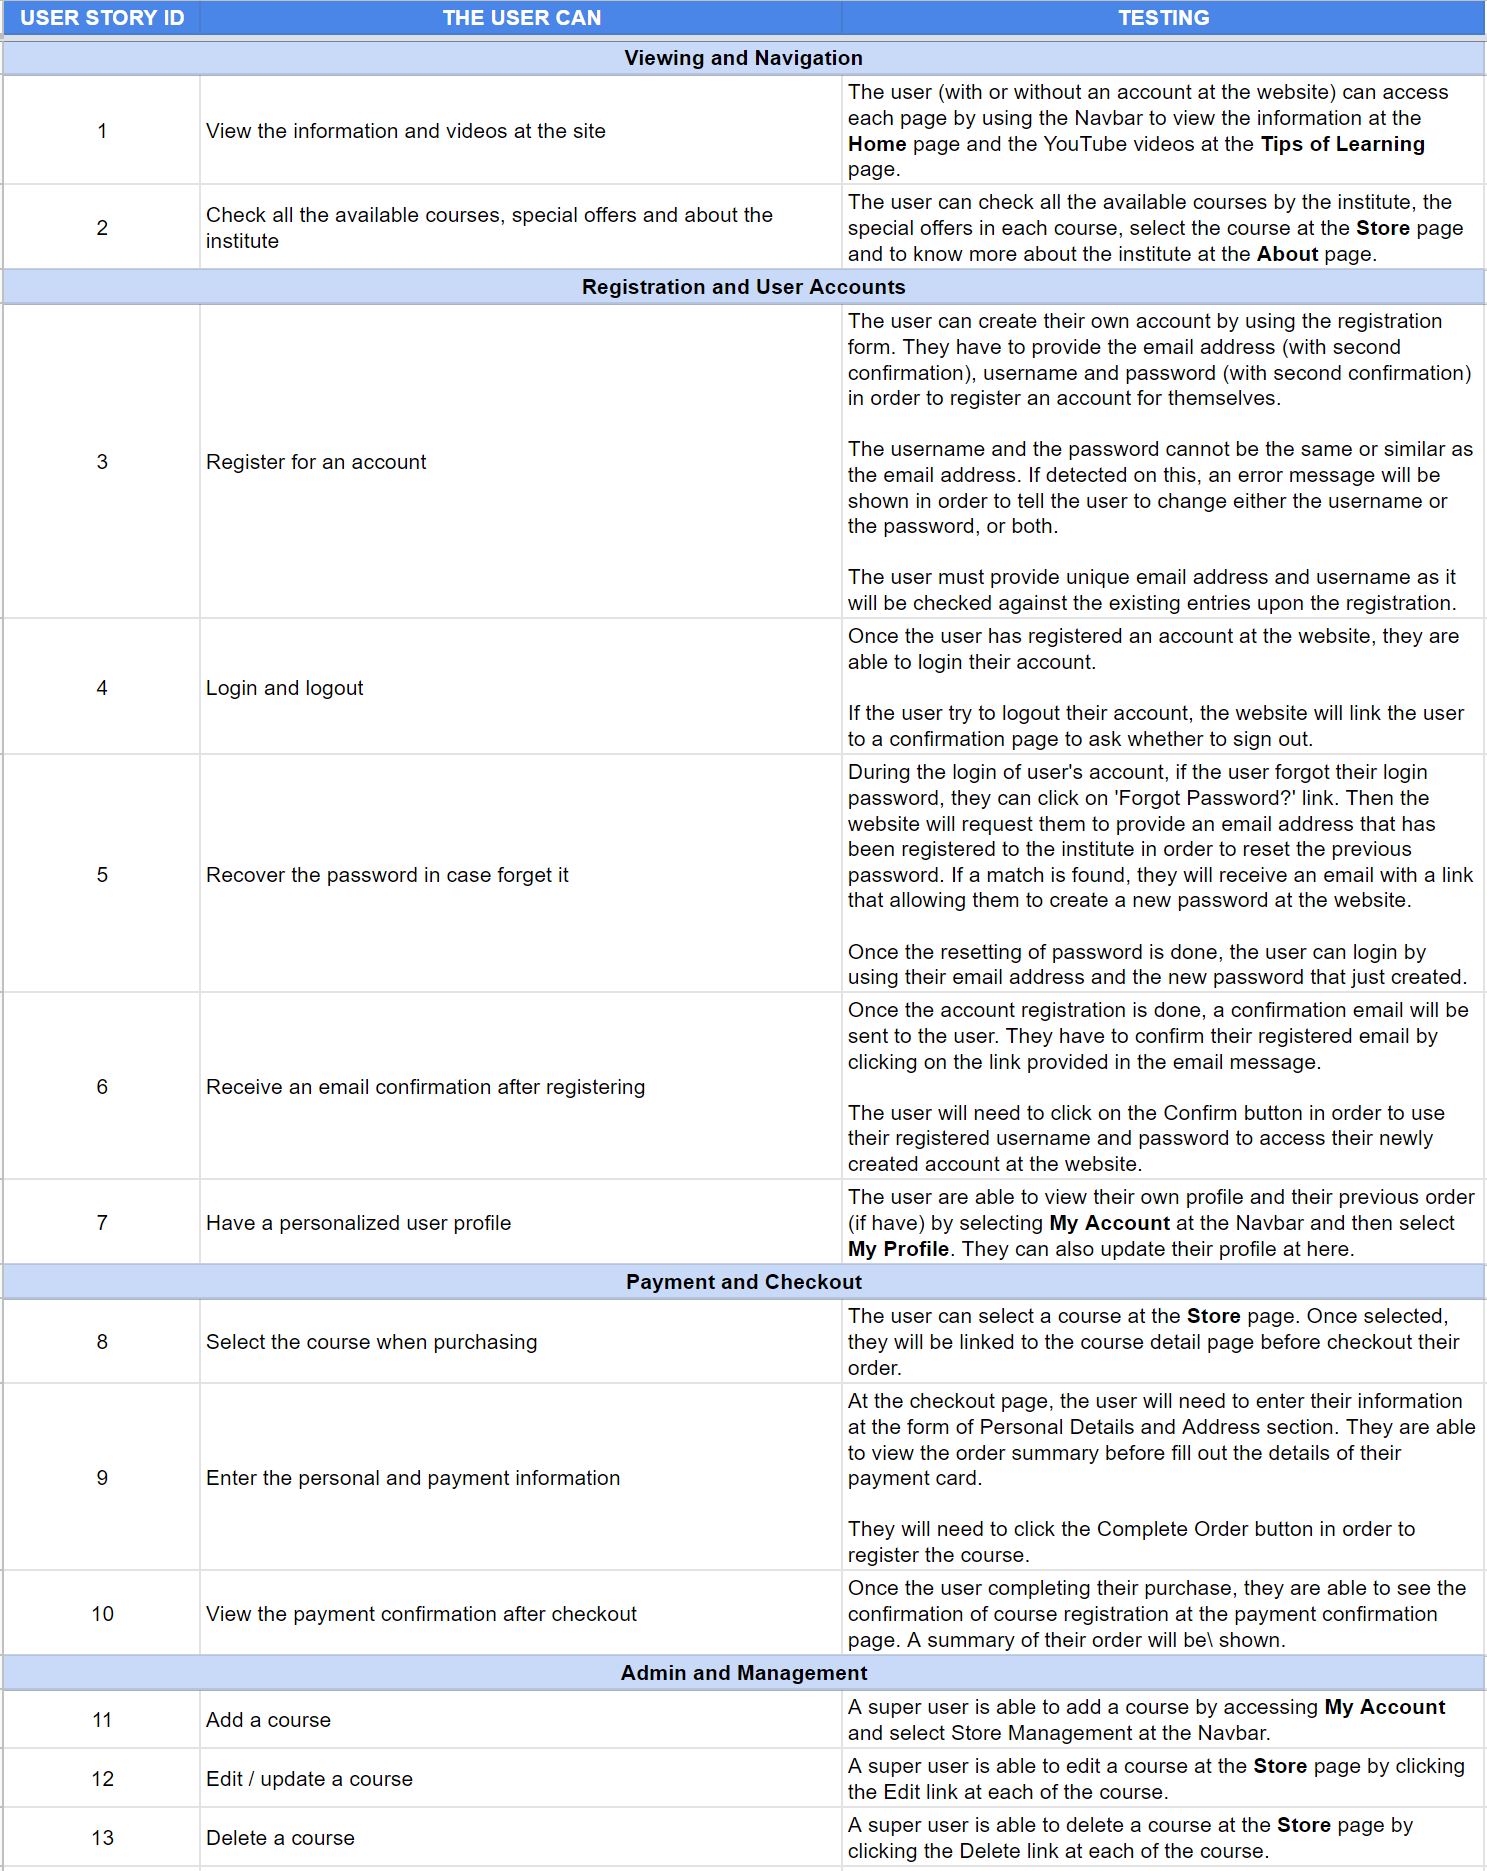 USER STORY ID THE USER CAN TESTING
Viewing and Navigation
1
View the information and videos at the site
The user (with or without an account at the website) can access
each page by using the Navbar to view the information at the
Home page and the YouTube videos at the Tips of Learning
page.
2
Check all the available courses, special offers and about the
institute
The user can check all the available courses by the institute, the
special offers in each course, select the course at the Store page
and to know more about the institute at the About page.
Registration and User Accounts
3
Register for an account
The user can create their own account by using the registration
form. They have to provide the email address (with second
confirmation), username and password (with second confirmation)
in order to register an account for themselves.
The username and the password cannot be the same or similar as
the email address. If detected on this, an error message will be
shown in order to tell the user to change either the username or
the password, or both.
The user must provide unique email address and username as it
will be checked against the existing entries upon the registration.
4
Login and logout
Once the user has registered an account at the website, they are
able to login their account.
If the user try to logout their account, the website will link the user
to a confirmation page to ask whether to sign out.
5
Recover the password in case forget it
During the login of user's account, if the user forgot their login
password, they can click on 'Forgot Password?' link. Then the
website will request them to provide an email address that has
been registered to the institute in order to reset the previous
password. If a match is found, they will receive an email with a link
that allowing them to create a new password at the website.
Once the resetting of password is done, the user can login by
using their email address and the new password that just created.
6
Receive an email confirmation after registering
Once the account registration is done, a confirmation email will be
sent to the user. They have to confirm their registered email by
clicking on the link provided in the email message.
The user will need to click on the Confirm button in order to use
their registered username and password to access their newly
created account at the website.
7
Have a personalized user profile
The user are able to view their own profile and their previous order
(if have) by selecting My Account at the Navbar and then select
My Profile. They can also update their profile at here.
Payment and Checkout
8
Select the course when purchasing
The user can select a course at the Store page. Once selected,
they will be linked to the course detail page before checkout their
order.
9
Enter the personal and payment information
At the checkout page, the user will need to enter their information
at the form of Personal Details and Address section. They are able
to view the order summary before fill out the details of their
payment card.
They will need to click the Complete Order button in order to
register the course.
10
View the payment confirmation after checkout
Once the user completing their purchase, they are able to see the
confirmation of course registration at the payment confirmation
page. A summary of their order will be\ shown.
Admin and Management
11
Add a course
A super user is able to add a course by accessing My Account
and select Store Management at the Navbar.
12
Edit / update a course
A super user is able to edit a course at the Store page by clicking
the Edit link at each of the course.
13
Delete a course
A super user is able to delete a course at the Store page by
clicking the Delete link at each of the course.